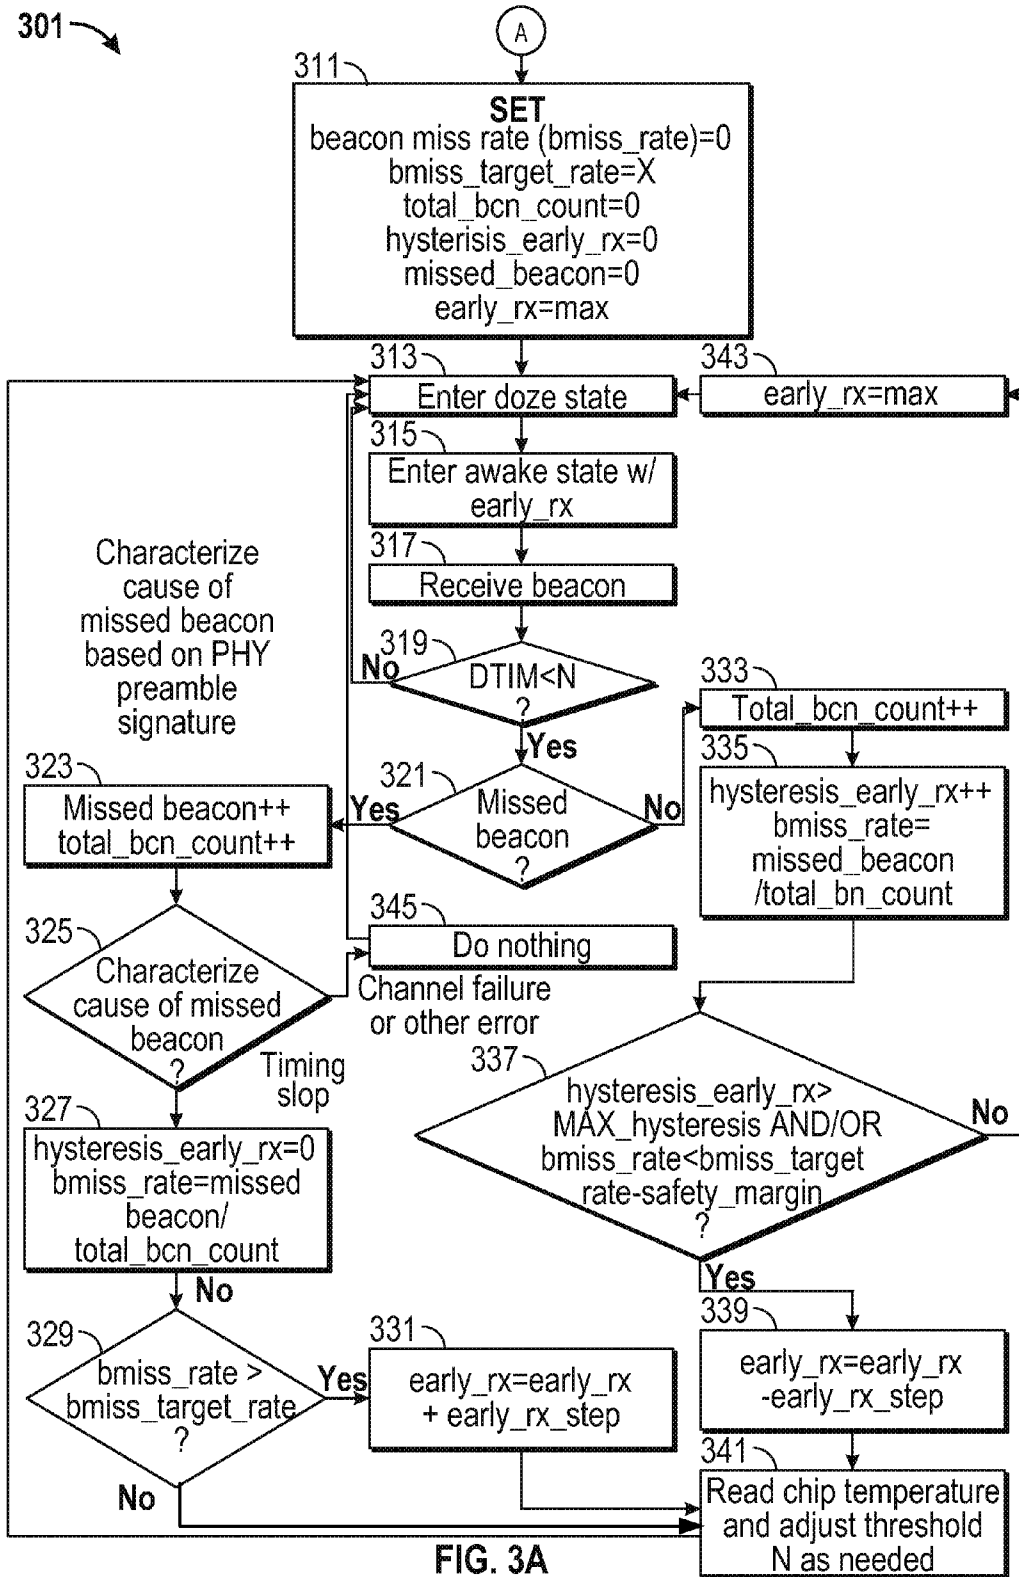 301
A
311
SET
beacon miss rate (bmiss_rate)=0
bmiss_target_rate=X
total_bcn_count=0
hysterisis_early_rx=0
missed_beacon=0
early_rx=max
313
Enter doze state
343
early_rx=max
315
Enter awake state w/
early_rx
317
Receive beacon
Characterize
cause of
missed beacon
based on PHY
preamble
signature
319
No
DTIM<N
?
Yes
333
Total_bcn_count++
321
Missed
beacon
?
Yes
No
323
Missed beacon++
total_bcn_count++
335
hysteresis_early_rx++
bmiss_rate=
missed_beacon
/total_bn_count
325
Characterize
cause of missed
beacon
?
345
Do nothing
Channel failure
or other error
Timing
slop
337
hysteresis_early_rx>
MAX_hysteresis AND/OR
bmiss_rate<bmiss_target
rate-safety_margin
?
No
Yes
327
hysteresis_early_rx=0
bmiss_rate=missed
beacon/
total_bcn_count
No
329
bmiss_rate >
bmiss_target_rate
?
Yes
No
331
early_rx=early_rx
+ early_rx_step
339
early_rx=early_rx
-early_rx_step
341
Read chip temperature
and adjust threshold
N as needed
FIG. 3A